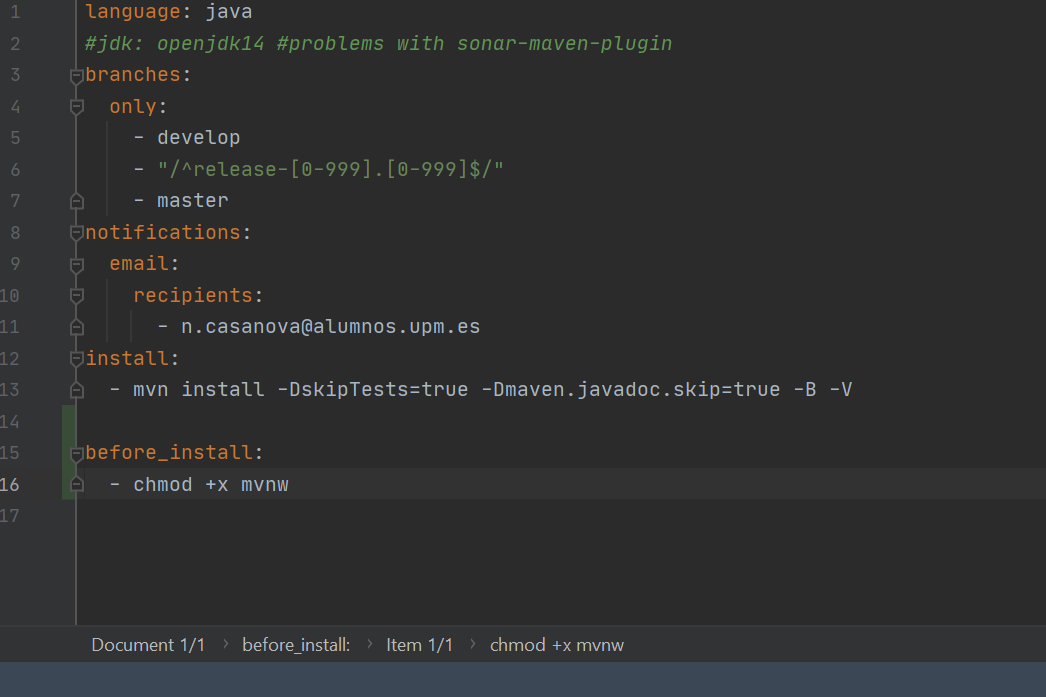 1 language: java
2 #jdk: openjdk14 #problems with sonar-maven-plugin
3 branches:
4   only:
5     - develop
6     - "/^release-[0-999].[0-999]$/"
7     - master
8 notifications:
9   email:
10     recipients:
11       - n.casanova@alumnos.upm.es
12 install:
13   - mvn install -DskipTests=true -Dmaven.javadoc.skip=true -B -V
14
15 before_install:
16   - chmod +x mvnw
17
Document 1/1 › before_install: › Item 1/1 › chmod +x mvnw